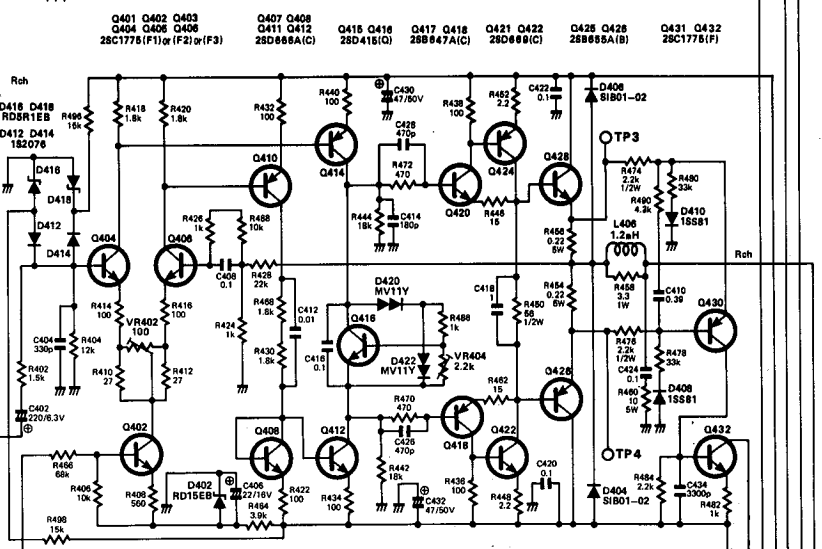 Q401 Q402 Q403
Q404 Q405 Q406
2SC1775(F1)or(F2)or(F3)
Q407 Q408
Q411 Q412
2SD666A(C)
Q415 Q416
2SD415(Q)
Q417 Q418
2SB647A(C)
Q421 Q422
2SD669(C)
Q425 Q426
2SB655A(B)
Q431 Q432
2SC1775(F)
Rch
D416 D418
RD5R1EB
D412 D414
1S2076
R496
15k
R418
1.8k
R420
1.8k
R432
100
R440
100
C430
47/50V
R438
100
R452
2.2
C422
0.1
D406
SIB01-02
TP3
C428
470p
Q414
R472
470
Q420
Q424
Q428
R474
2.2k
1/2W
R480
33k
R490
4.3k
D410
1SS81
D416
D418
Q410
R444
18k
C414
180p
R446
15
R456
0.22
5W
L406
1.2μH
Rch
D412
D414
Q404
Q406
R426
1k
R488
10k
C408
0.1
R428
22k
R458
3.3
1W
C410
0.39
Q430
R414
100
R416
100
VR402
100
R424
1k
R468
1.8k
C412
0.01
R430
1.8k
D420
MV11Y
Q416
C416
0.1
R486
1k
D422
MV11Y
VR404
2.2k
C418
1
R450
56
1/2W
R454
0.22
5W
R476
2.2k
1/2W
C424
0.1
R478
33k
C404
330p
R404
12k
R402
1.5k
R410
27
R412
27
R462
15
Q426
R460
10
5W
D408
1SS81
C402
220/6.3V
Q402
Q408
Q412
R470
470
C426
470p
Q418
Q422
TP4
Q432
R466
68k
R406
10k
R408
560
D402
RD15EB
C406
22/16V
R422
100
R434
100
R442
18k
C432
47/50V
R436
100
R448
2.2
C420
0.1
D404
SIB01-02
R484
2.2k
C434
3300p
R482
1k
R464
3.9k
R498
15k